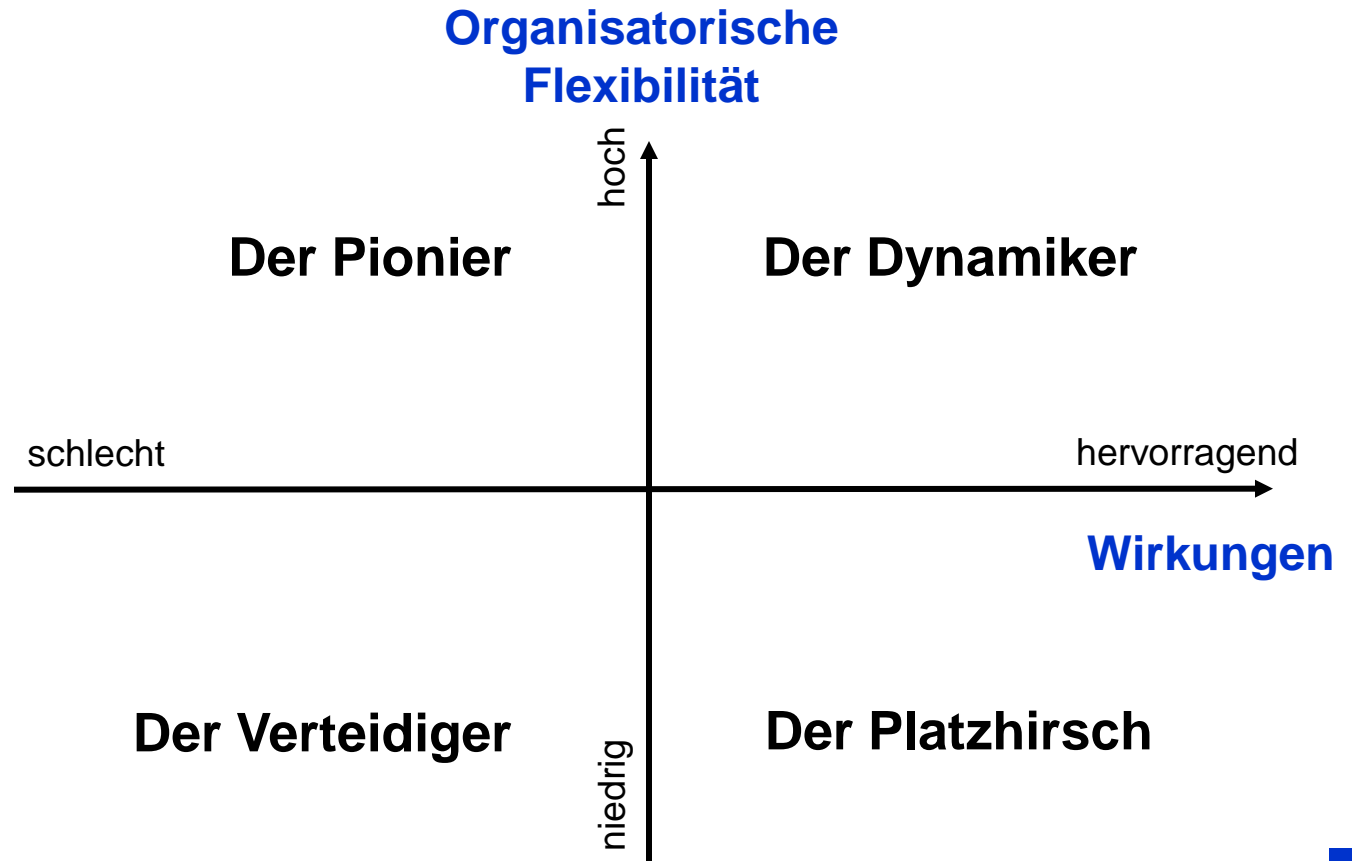 Organisatorische
Flexibilität
hoch
Der Pionier
Der Dynamiker
schlecht
hervorragend
Wirkungen
Der Verteidiger
Der Platzhirsch
niedrig